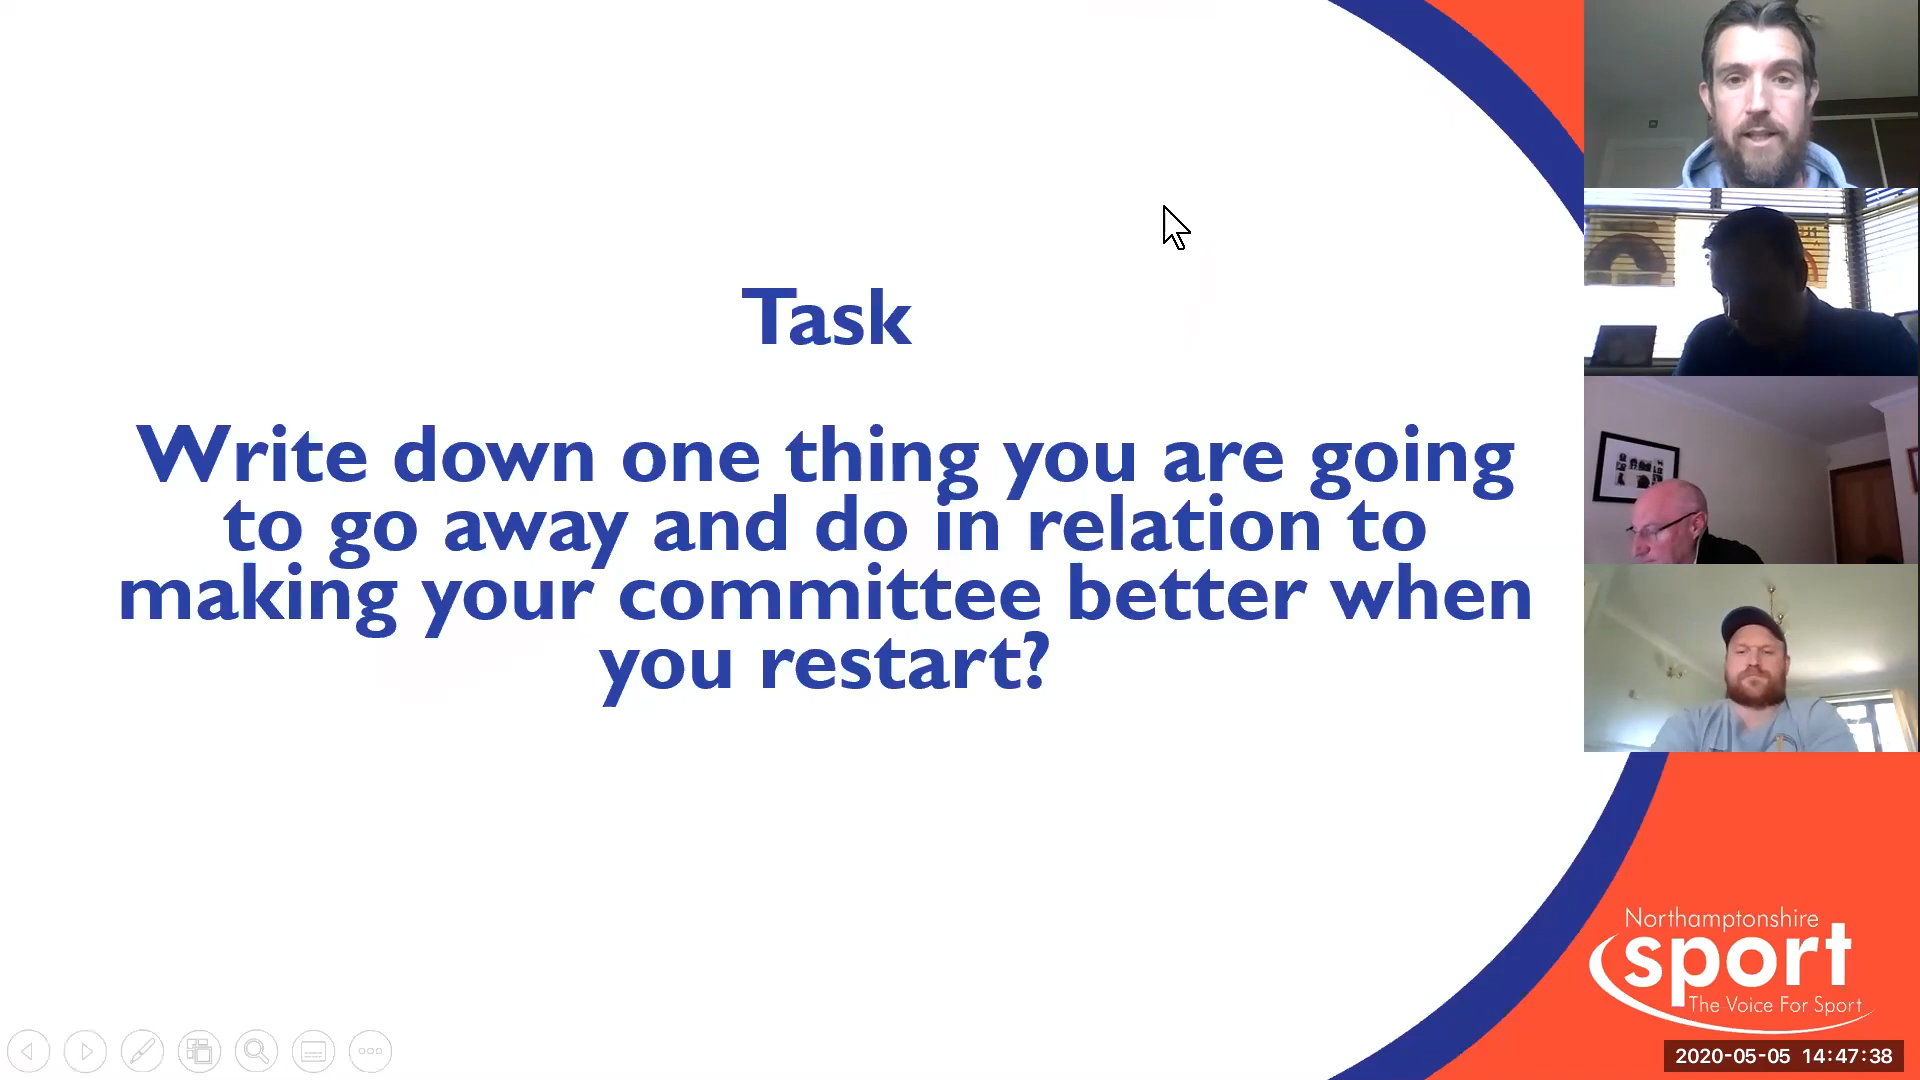 Task
Write down one thing you are going
to go away and do in relation to
making your committee better when
you restart?
Northamptonshire
sport
The Voice For Sport
2020-05-05 14:47:38